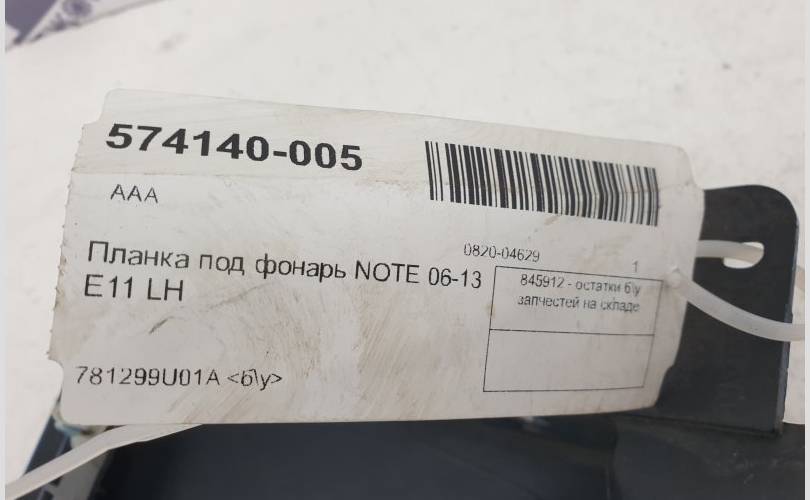 574140-005
AAA
0820-04629
1
Планка под фонарь NOTE 06-13
E11 LH
845912 - остатки б\у
запчестей на складе
781299U01A <б\у>